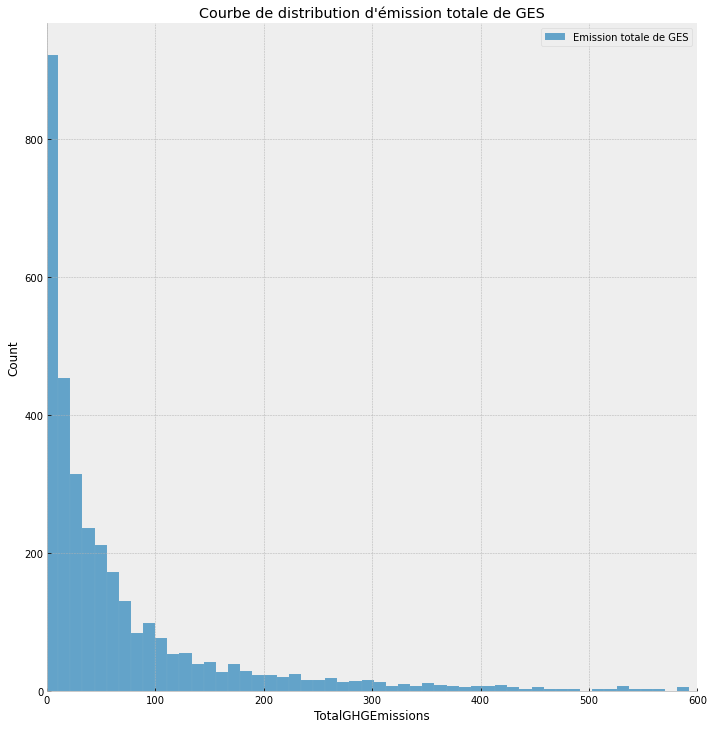 Courbe de distribution d'émission totale de GES
Emission totale de GES
800
600
400
200
0
Count
0 100 200 300 400 500 600
TotalGHGEmissions